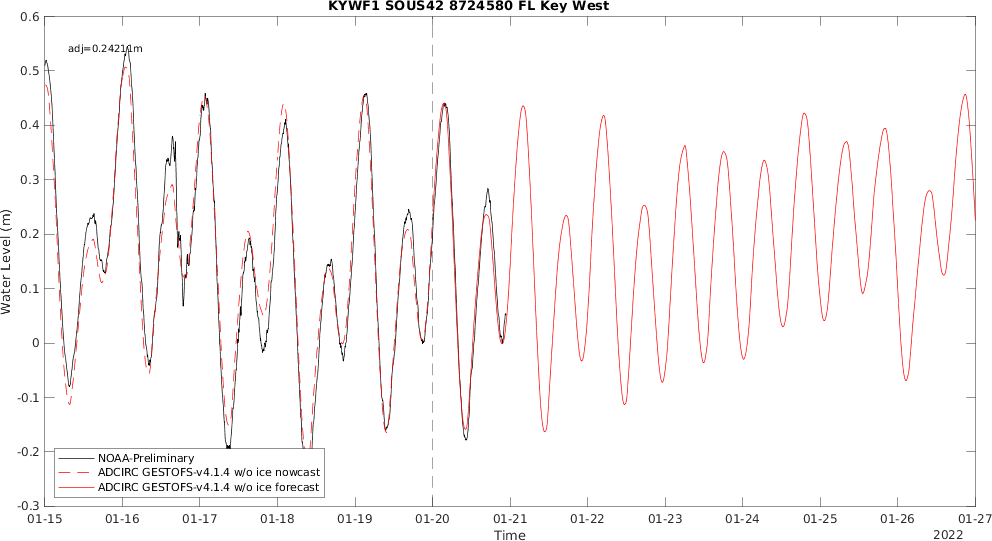 KYWF1 SOUS42 8724580 FL Key West
adj=0.24211m
Water Level (m)
0.6
0.5
0.4
0.3
0.2
0.1
0
-0.1
-0.2
-0.3
NOAA-Preliminary
ADCIRC GESTOFS-v4.1.4 w/o ice nowcast
ADCIRC GESTOFS-v4.1.4 w/o ice forecast
01-15 01-16 01-17 01-18 01-19 01-20 01-21 01-22 01-23 01-24 01-25 01-26 01-27
Time
2022